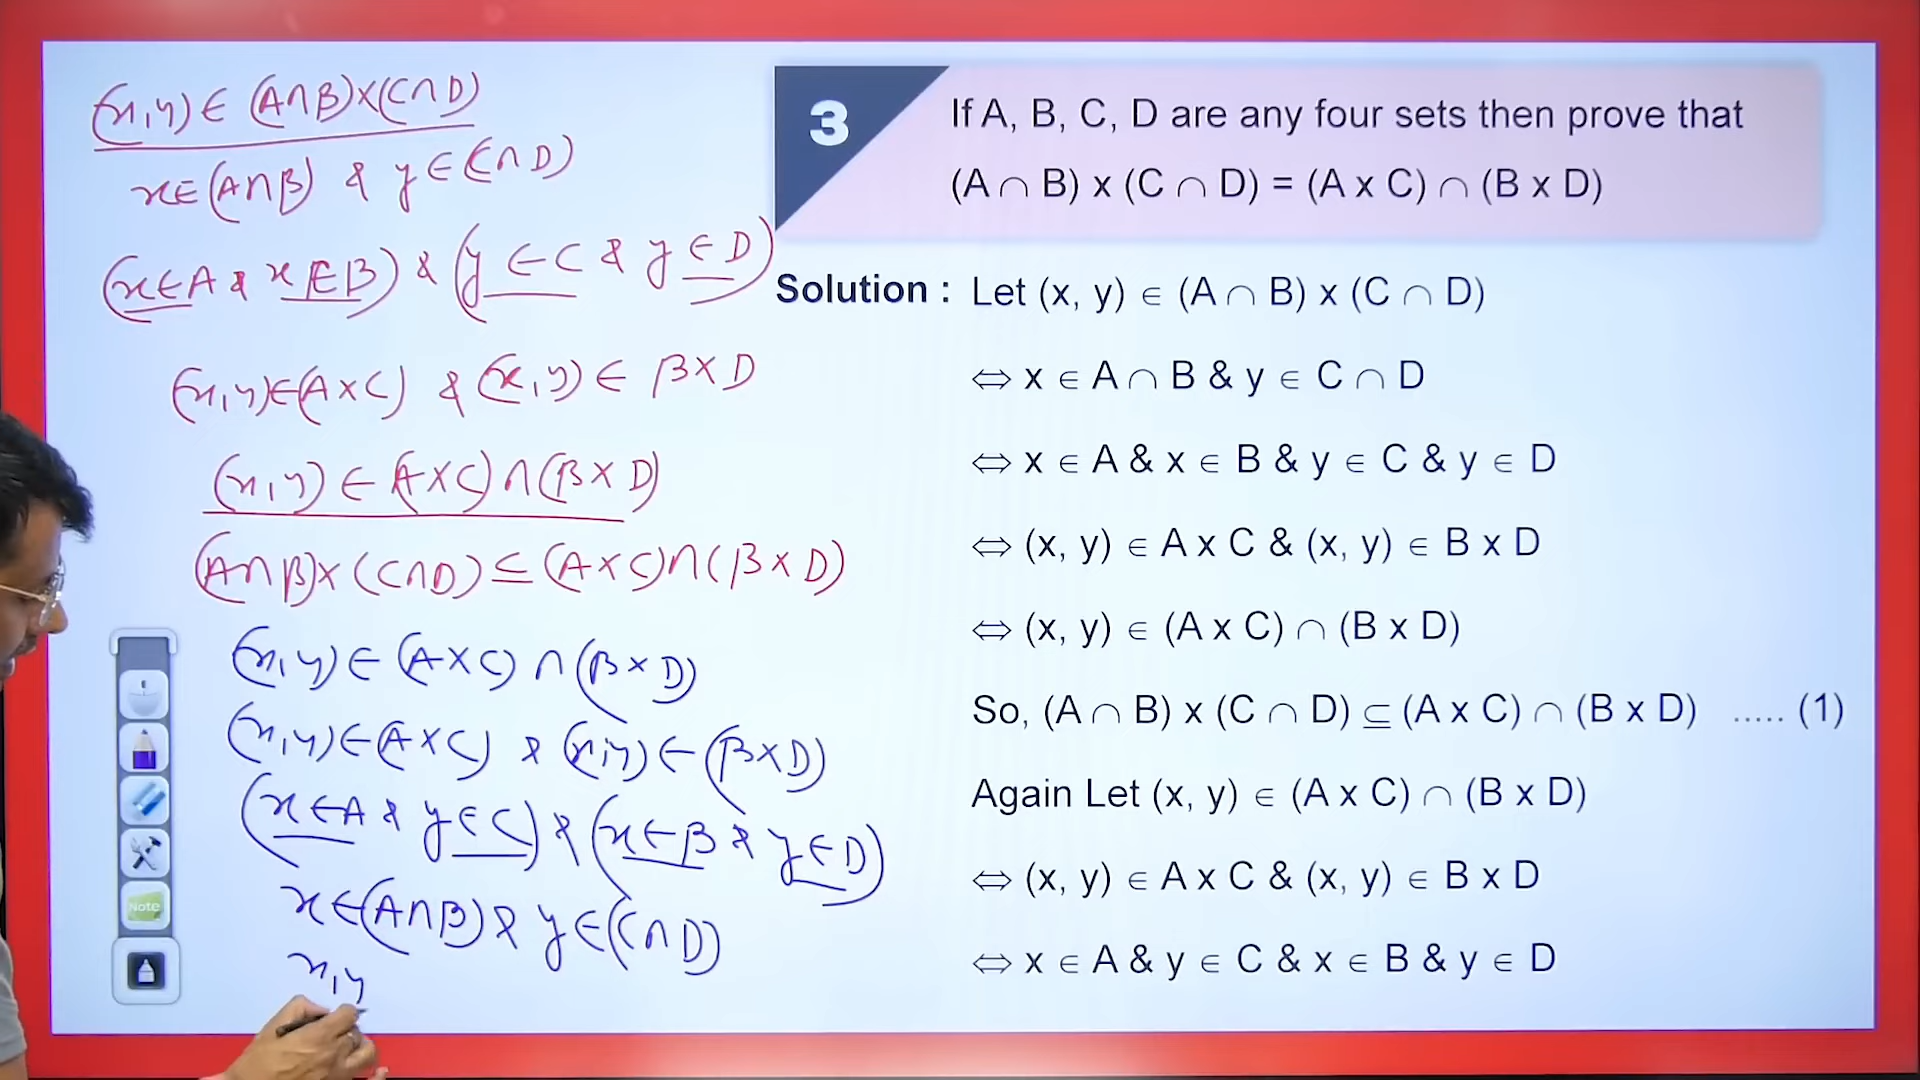 (x,y) ∈ (A∩B)×(C∩D)
x∈(A∩B) & y∈(C∩D)
(x∈A & x∈B) & (y∈C & y∈D)
(x,y)∈(A×C) & (x,y)∈ B×D
(x,y) ∈ (A×C)∩(B×D)
(A∩B)×(C∩D)⊆(A×C)∩(B×D)
(x,y)∈(A×C)∩(B×D)
(x,y)∈(A×C) & (x,y)∈(B×D)
(x∈A & y∈C) & (x∈B & y∈D)
x∈(A∩B) & y∈(C∩D)
x,y
Note
3
If A, B, C, D are any four sets then prove that
(A ∩ B) x (C ∩ D) = (A x C) ∩ (B x D)
Solution : Let (x, y) ∈ (A ∩ B) x (C ∩ D)
⇔ x ∈ A ∩ B & y ∈ C ∩ D
⇔ x ∈ A & x ∈ B & y ∈ C & y ∈ D
⇔ (x, y) ∈ A x C & (x, y) ∈ B x D
⇔ (x, y) ∈ (A x C) ∩ (B x D)
So, (A ∩ B) x (C ∩ D) ⊆ (A x C) ∩ (B x D) ..... (1)
Again Let (x, y) ∈ (A x C) ∩ (B x D)
⇔ (x, y) ∈ A x C & (x, y) ∈ B x D
⇔ x ∈ A & y ∈ C & x ∈ B & y ∈ D